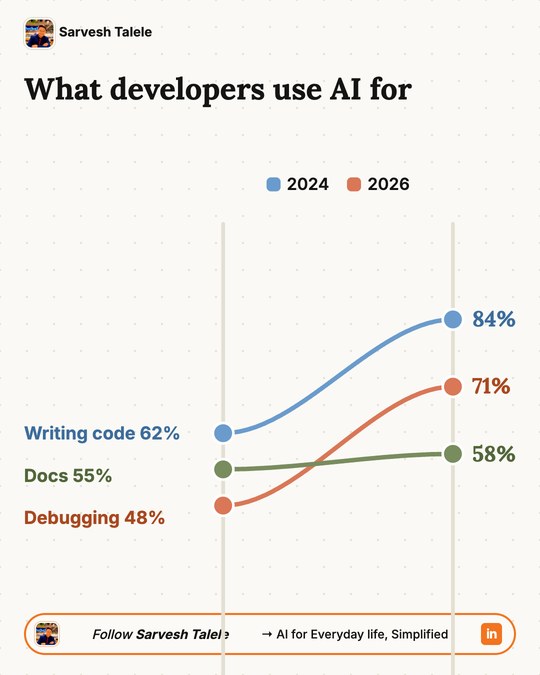 Sarvesh Talele
What developers use AI for
2024 2026
84%
71%
Writing code 62%
58%
Docs 55%
Debugging 48%
Follow Sarvesh Talele → AI for Everyday life, Simplified in